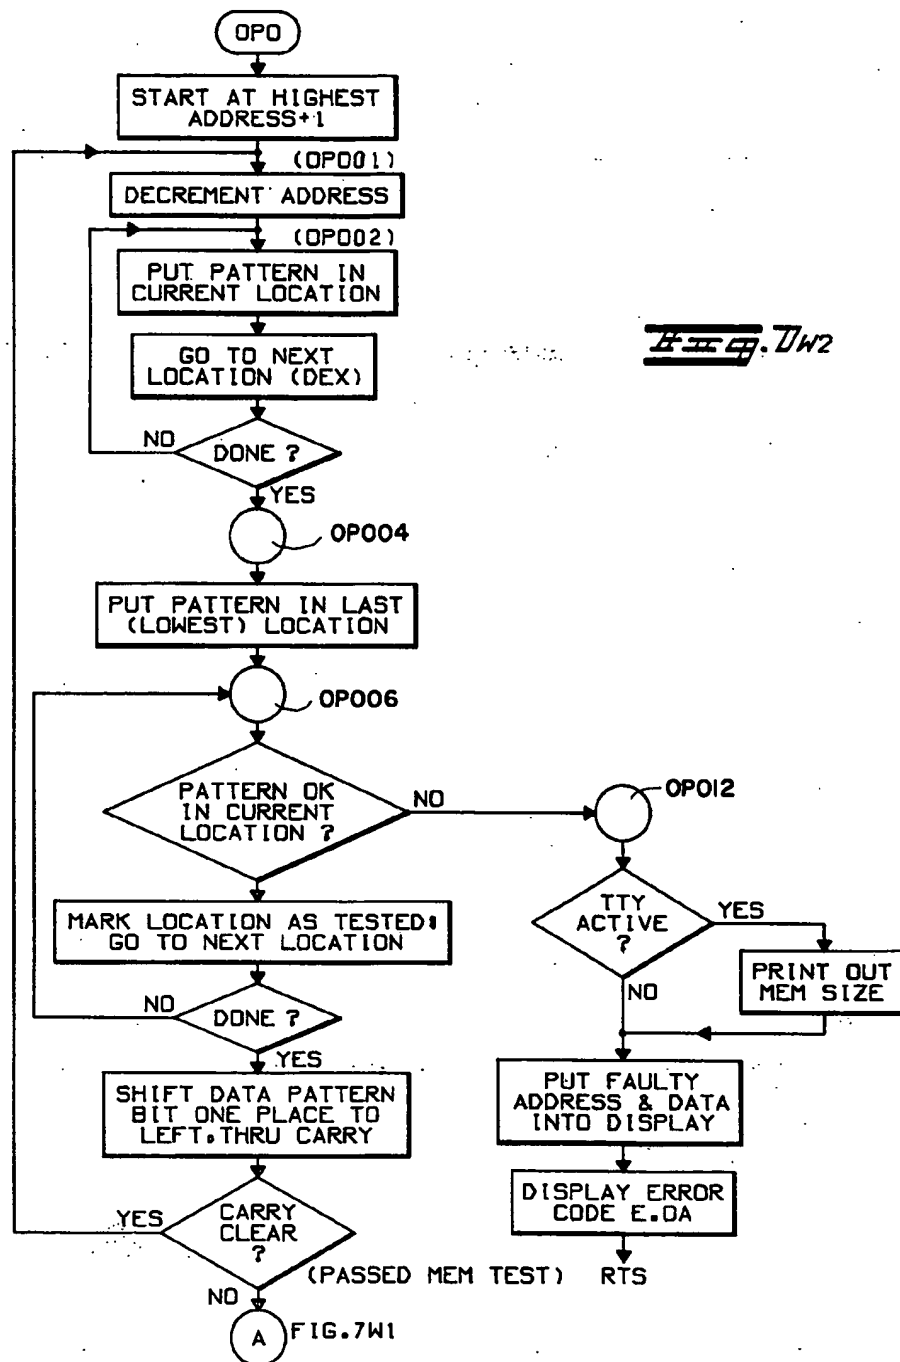 OPO
START AT HIGHEST
ADDRESS+1
(OP001)
DECREMENT ADDRESS
(OP002)
PUT PATTERN IN
CURRENT LOCATION
GO TO NEXT
LOCATION (DEX)
Fig. 7W2
NO
DONE ?
YES
OP004
PUT PATTERN IN LAST
(LOWEST) LOCATION
OP006
PATTERN OK
IN CURRENT
LOCATION ?
NO
OP012
MARK LOCATION AS TESTED:
GO TO NEXT LOCATION
TTY
ACTIVE
?
YES
PRINT OUT
MEM SIZE
NO
NO
DONE ?
YES
SHIFT DATA PATTERN
BIT ONE PLACE TO
LEFT.THRU CARRY
PUT FAULTY
ADDRESS & DATA
INTO DISPLAY
DISPLAY ERROR
CODE E.OA
YES
CARRY
CLEAR
?
(PASSED MEM TEST)
RTS
NO
A
FIG.7W1